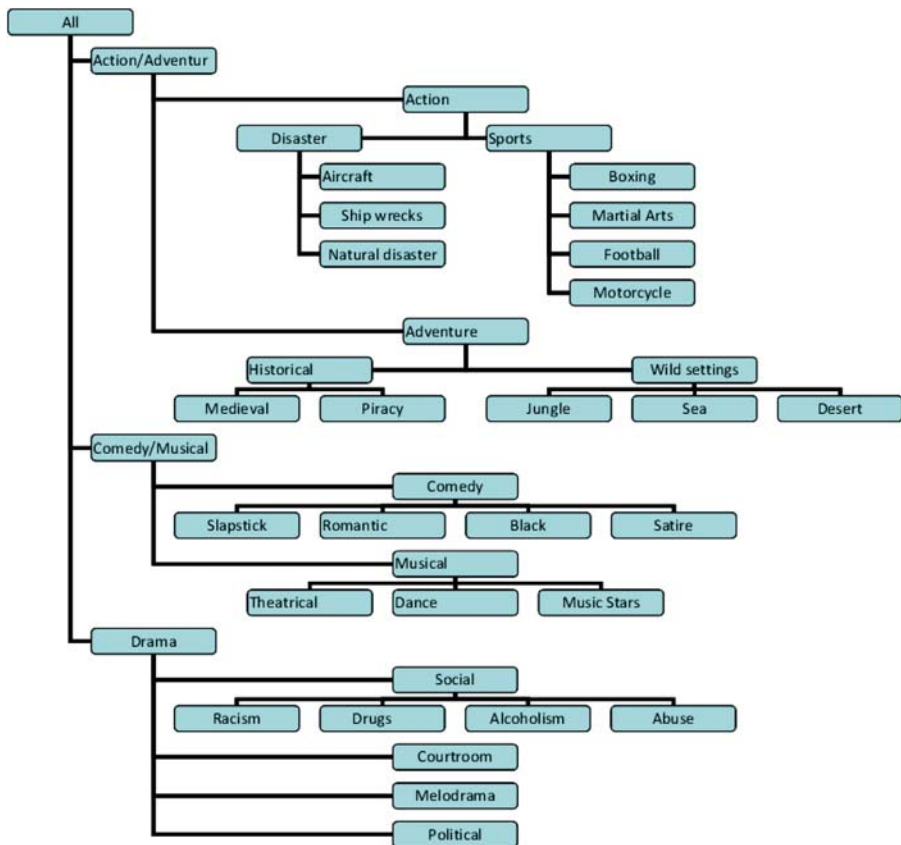 All
Action/Adventur
Action
Disaster
Sports
Aircraft
Boxing
Ship wrecks
Martial Arts
Natural disaster
Football
Motorcycle
Adventure
Historical
Wild settings
Medieval
Piracy
Jungle
Sea
Desert
Comedy/Musical
Comedy
Slapstick
Romantic
Black
Satire
Musical
Theatrical
Dance
Music Stars
Drama
Social
Racism
Drugs
Alcoholism
Abuse
Courtroom
Melodrama
Political